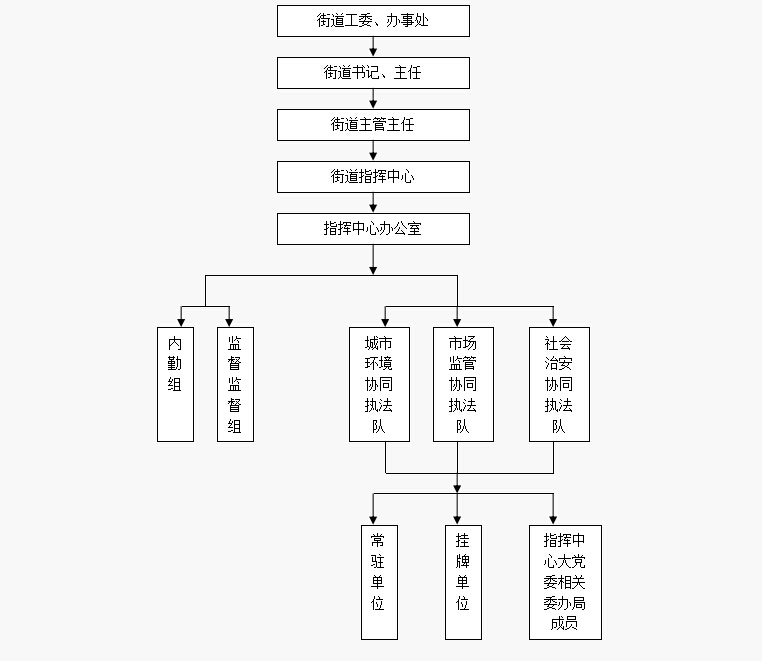 街道工委、办事处
街道书记、主任
街道主管主任
街道指挥中心
指挥中心办公室
内
勤
组
监
督
监
督
组
城市
环境
协同
执法
队
市场
监管
协同
执法
队
社会
治安
协同
执法
队
常
驻
单
位
挂
牌
单
位
指挥中
心大党
委相关
委办局
成员